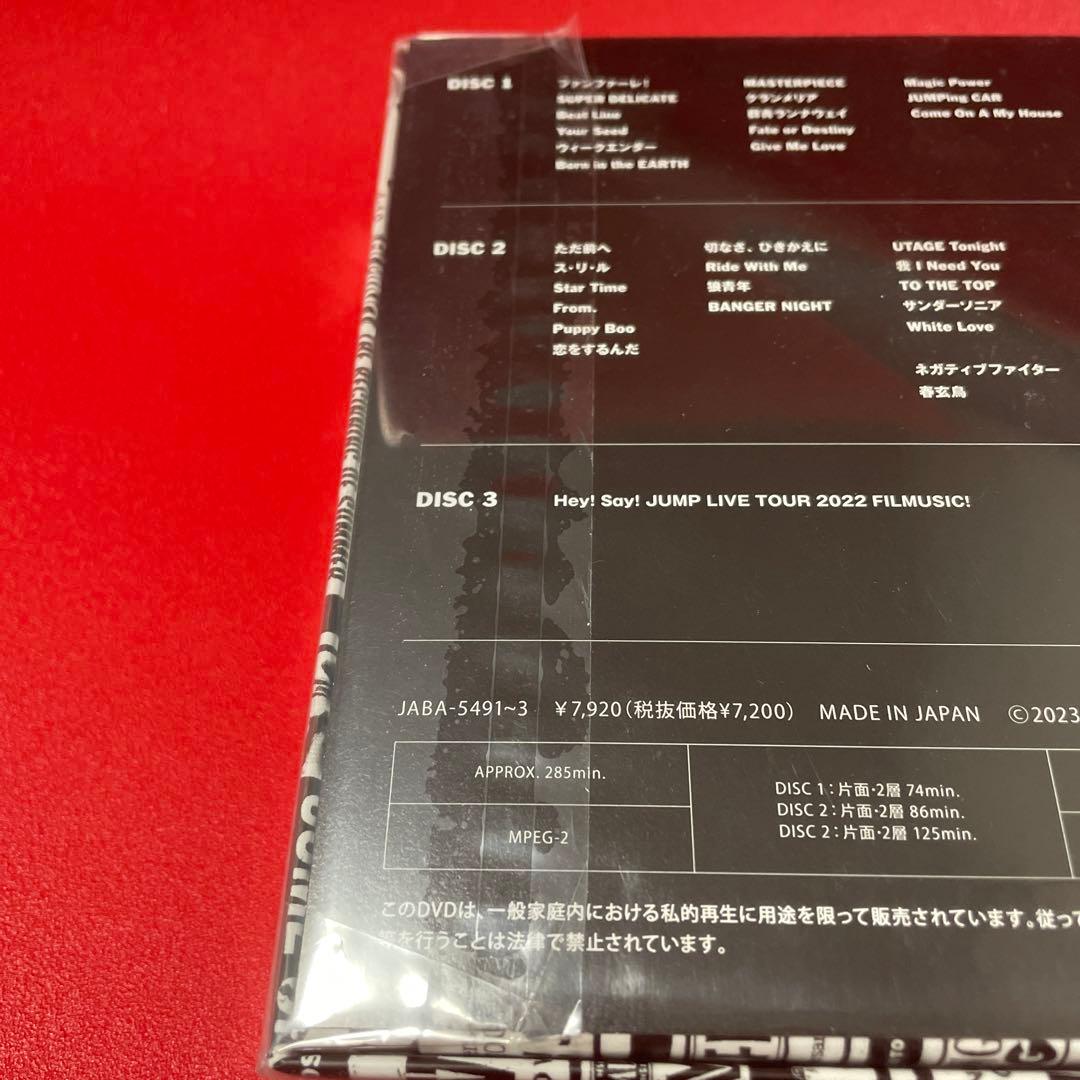 DISC 1
ファンファーレ!
SUPER DELICATE
Beat Line
Your Seed
ウィークエンダー
Born in the EARTH
MASTERPIECE
ケランメリア
群青ランナウェイ
Fate or Destiny
Give Me Love
Magic Power
JUMPing CAR
Come On A My House
DISC 2
ただ前へ
ス・リ・ル
Star Time
From.
Puppy Boo
恋をするんだ
切なさ、ひきかえに
Ride With Me
狼青年
BANGER NIGHT
UTAGE Tonight
我 I Need You
TO THE TOP
サンダーソニア
White Love
ネガティブファイター
春玄鳥
DISC 3
Hey! Say! JUMP LIVE TOUR 2022 FILMUSIC!
JABA-5491~3 ¥7,920(税抜価格¥7,200) MADE IN JAPAN ©2023
APPROX. 285min.
MPEG-2
DISC 1:片面・2層 74min.
DISC 2:片面・2層 86min.
DISC 2:片面・2層 125min.
このDVDは、一般家庭内における私的再生に用途を限って販売されています。従って
等を行うことは法律で禁止されています。